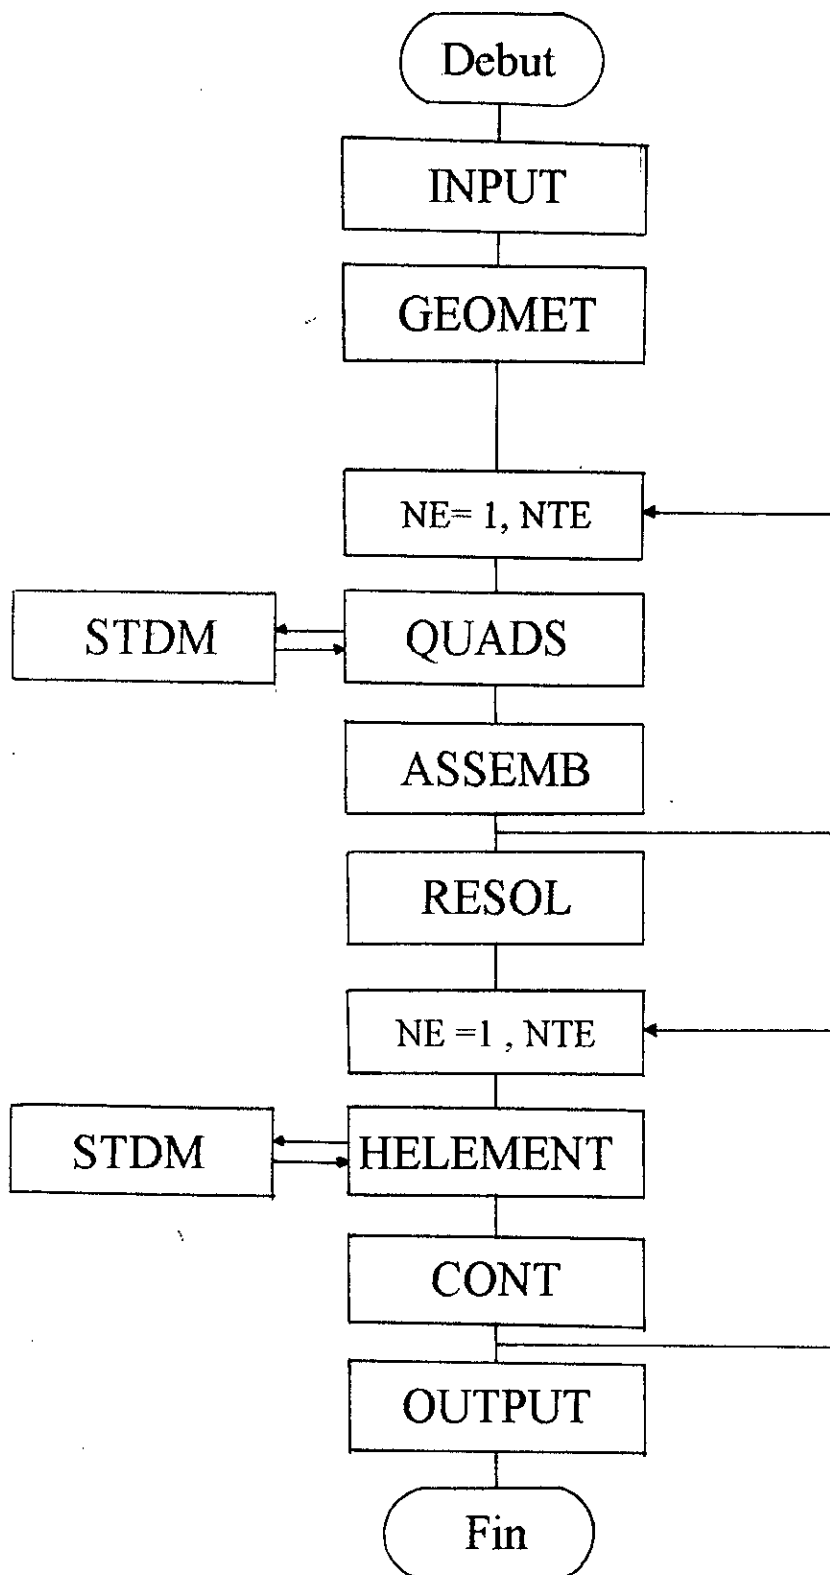 Debut
INPUT
GEOMET
NE= 1, NTE
STDM
QUADS
ASSEMB
RESOL
NE =1 , NTE
STDM
HELEMENT
CONT
OUTPUT
Fin